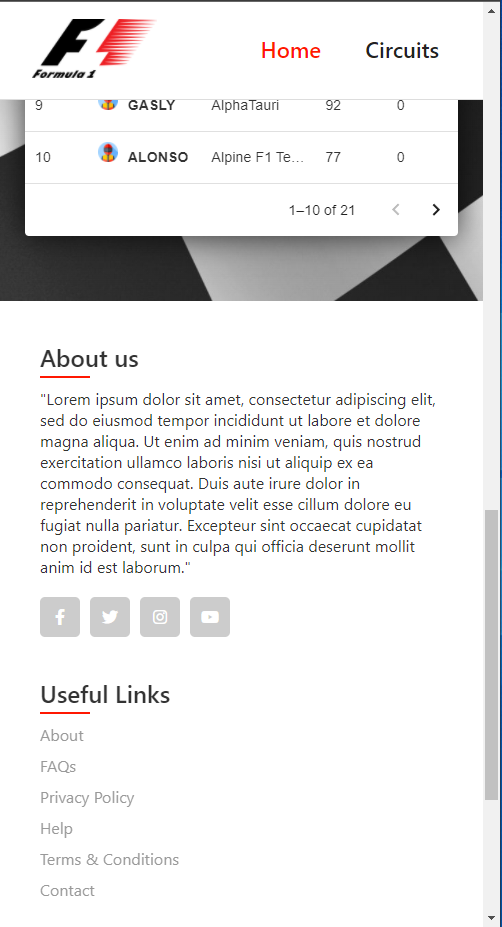 F1
Formula 1
Home Circuits
9 GASLY AlphaTauri 92 0
10 ALONSO Alpine F1 Te... 77 0
1–10 of 21
About us
"Lorem ipsum dolor sit amet, consectetur adipiscing elit,
sed do eiusmod tempor incididunt ut labore et dolore
magna aliqua. Ut enim ad minim veniam, quis nostrud
exercitation ullamco laboris nisi ut aliquip ex ea
commodo consequat. Duis aute irure dolor in
reprehenderit in voluptate velit esse cillum dolore eu
fugiat nulla pariatur. Excepteur sint occaecat cupidatat
non proident, sunt in culpa qui officia deserunt mollit
anim id est laborum."
Useful Links
About
FAQs
Privacy Policy
Help
Terms & Conditions
Contact